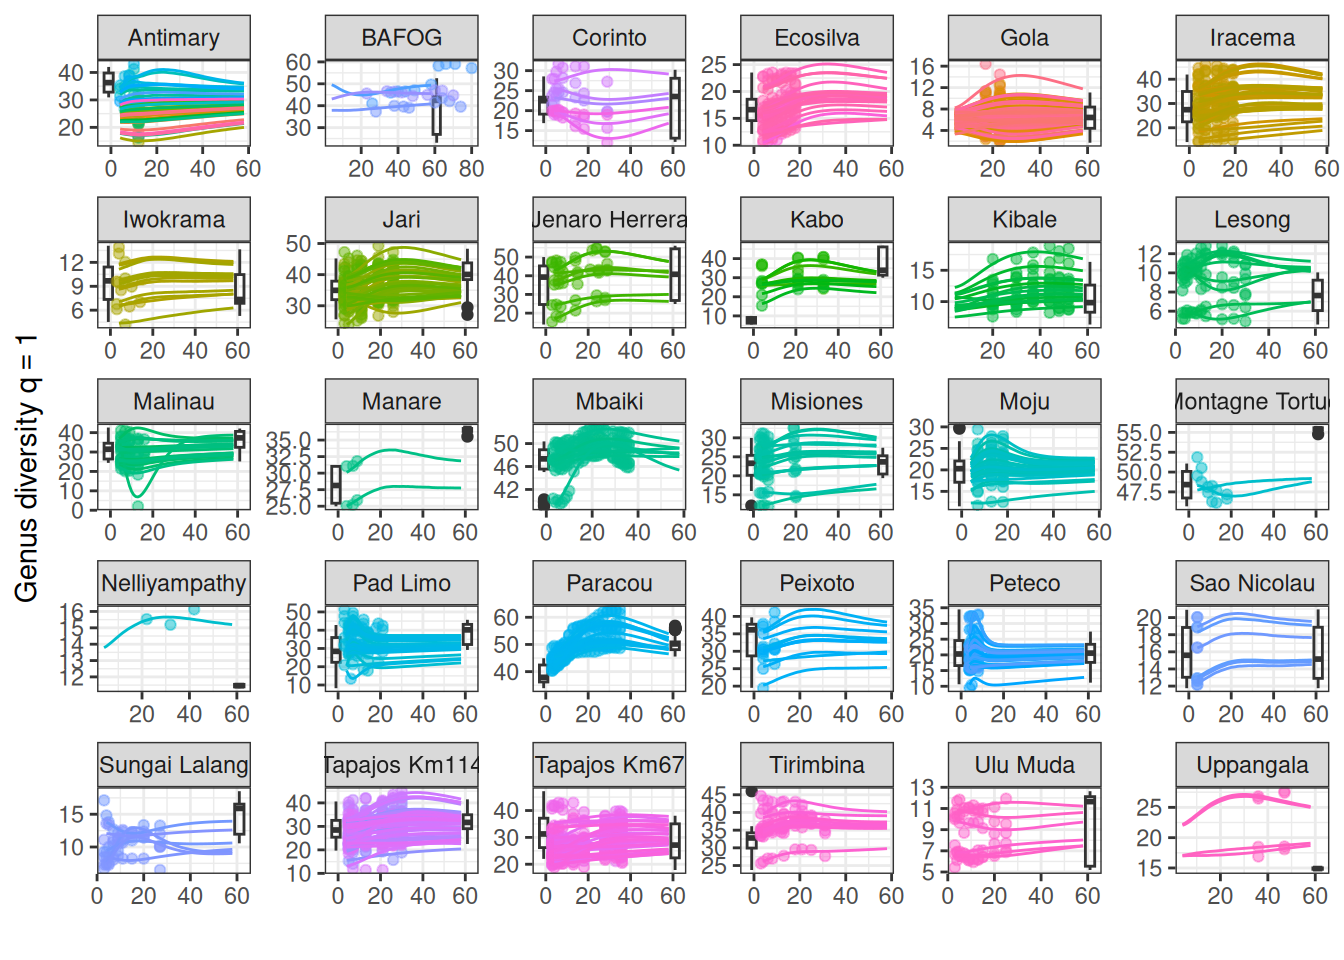 Genus diversity q = 1
Antimary BAFOG Corinto Ecosilva Gola Iracema
40 30 20 60 50 40 30 30 25 20 15 25 20 15 10 16 12 8 4 40 30 20
0 20 40 60 20 40 60 80 0 20 40 60 0 20 40 60 20 40 60 0 20 40 60
Iwokrama Jari Jenaro Herrera Kabo Kibale Lesong
12 9 6 50 40 30 50 40 30 20 40 30 20 10 15 10 12 10 8 6
0 20 40 60 0 20 40 60 0 20 40 60 0 20 40 60 20 40 60 0 20 40 60
Malinau Manare Mbaiki Misiones Moju Montagne Tortu
40 30 20 10 0 35.0 32.5 30.0 27.5 25.0 50 46 42 30 25 20 15 30 25 20 15 55.0 52.5 50.0 47.5
0 20 40 60 0 20 40 60 0 20 40 60 0 20 40 60 0 20 40 60 0 20 40 60
Nelliyampathy Pad Limo Paracou Peixoto Peteco Sao Nicolau
16 15 14 13 12 50 40 30 20 10 60 50 40 40 35 30 25 20 35 30 25 20 15 10 20 18 16 14 12
20 40 60 0 20 40 60 0 20 40 60 0 20 40 60 0 20 40 60 0 20 40 60
Sungai Lalang Tapajos Km114 Tapajos Km67 Tirimbina Ulu Muda Uppangala
15 10 40 30 20 10 40 30 20 45 40 35 30 25 13 11 9 7 5 25 20 15
0 20 40 60 0 20 40 60 0 20 40 60 0 20 40 60 0 20 40 60 20 40 60